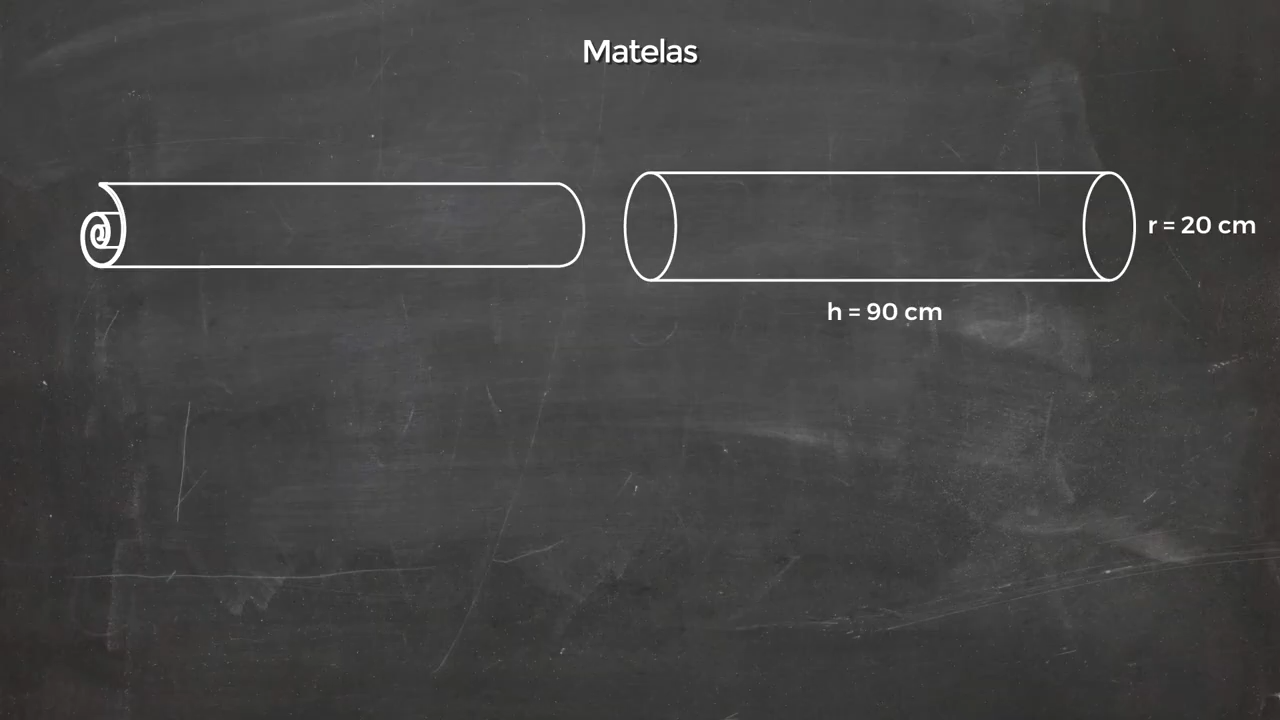 Matelas
r = 20 cm
h = 90 cm